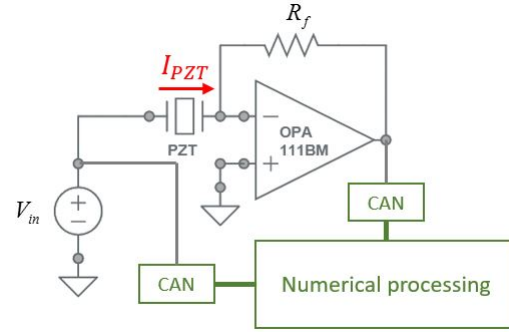 R_f
I_PZT
−
OPA
111BM
+
PZT
V_in
+
−
CAN
CAN
Numerical processing